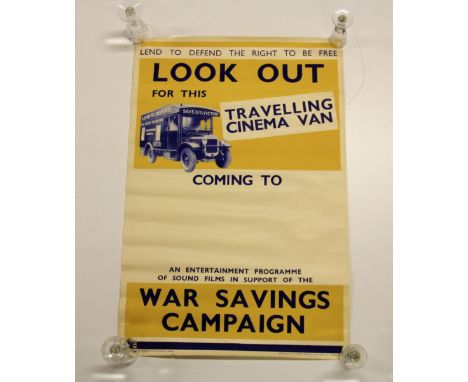 LEND TO DEFEND THE RIGHT TO BE FREE
LOOK OUT
FOR THIS
TRAVELLING
CINEMA VAN
COMING TO
AN ENTERTAINMENT PROGRAMME
OF SOUND FILMS IN SUPPORT OF THE
WAR SAVINGS
CAMPAIGN